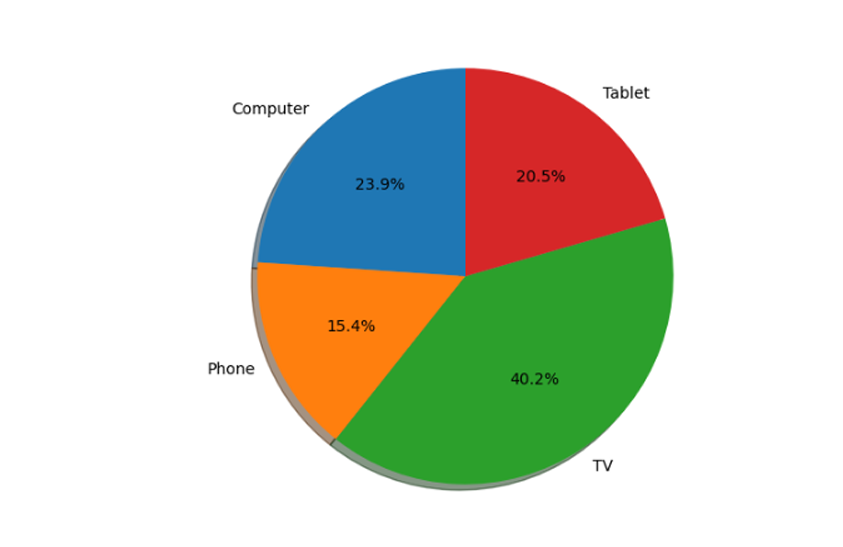 Tablet
Computer
20.5%
23.9%
15.4%
Phone
40.2%
TV